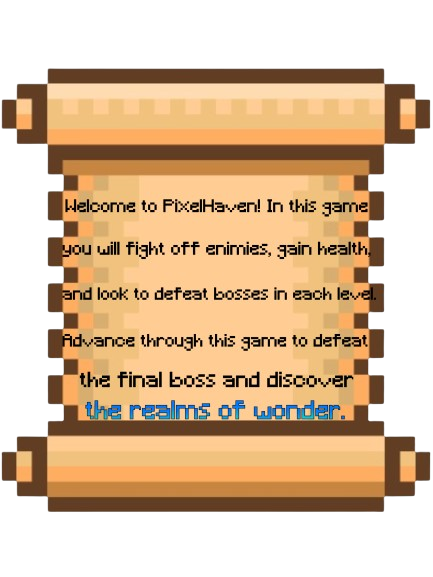 Welcome to PixelHaven! In this game
you will fight off enimies, gain health,
and look to defeat bosses in each level.
Advance through this game to defeat
the final boss and discover
the realms of wonder.